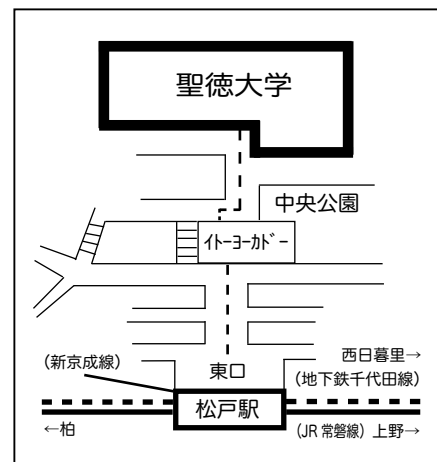 聖徳大学
中央公園
ｲﾄｰﾖｰｶﾄﾞｰ
西日暮里→
(新京成線)
東口
(地下鉄千代田線)
松戸駅
←柏
(JR 常磐線) 上野→